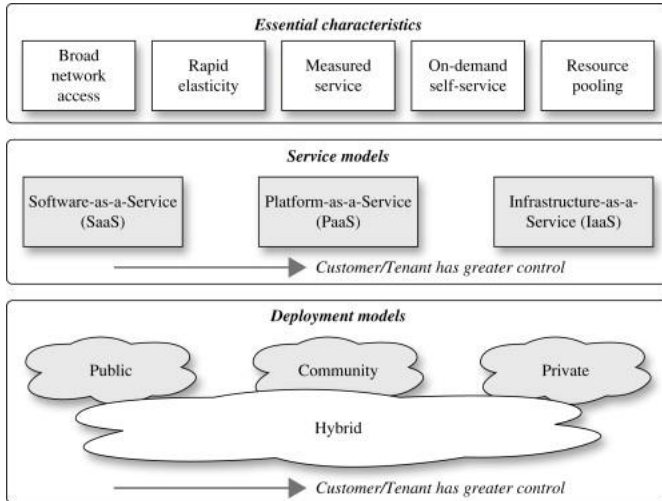 Essential characteristics
Broad
network
access
Rapid
elasticity
Measured
service
On-demand
self-service
Resource
pooling
Service models
Software-as-a-Service
(SaaS)
Platform-as-a-Service
(PaaS)
Infrastructure-as-a-
Service (IaaS)
Customer/Tenant has greater control
Deployment models
Public
Community
Private
Hybrid
Customer/Tenant has greater control